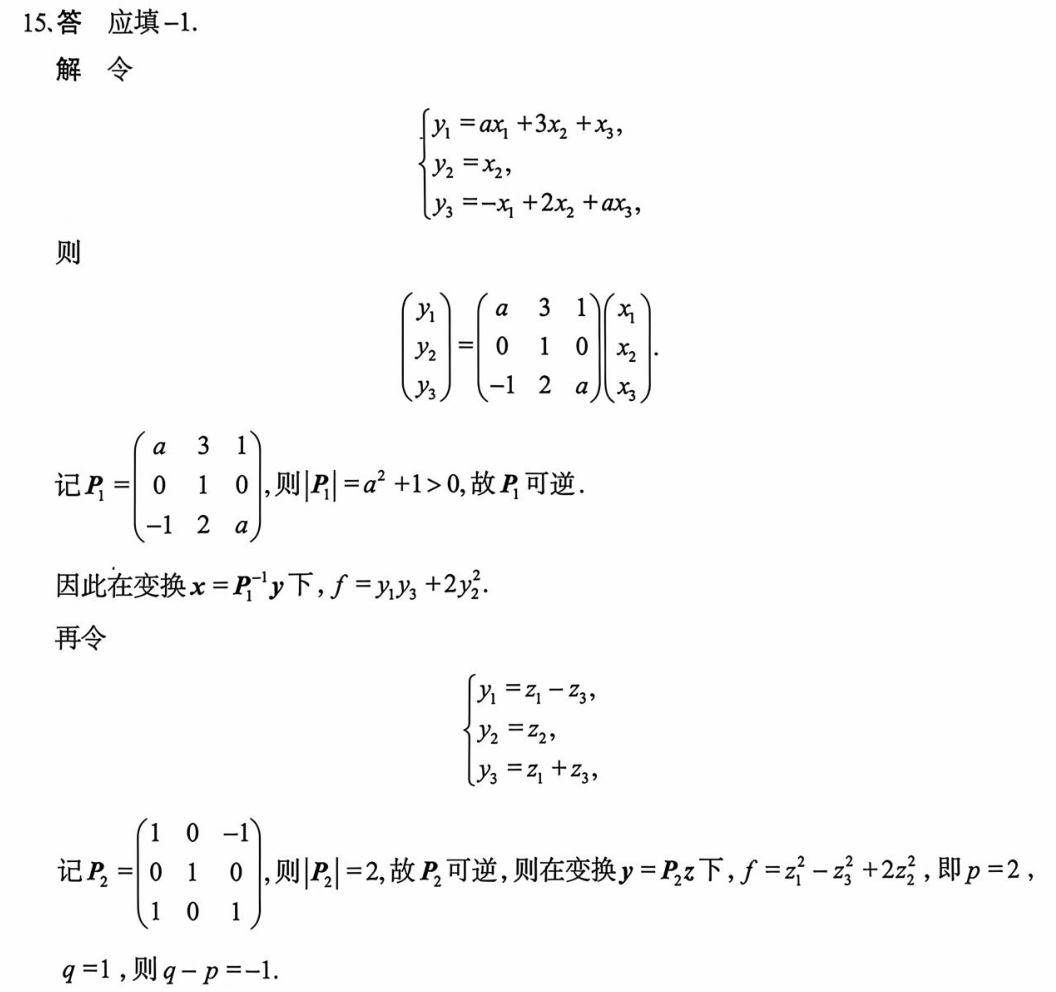 15、答 应填-1.
解 令
{ y₁ = ax₁ + 3x₂ + x₃,
y₂ = x₂,
y₃ = -x₁ + 2x₂ + ax₃,
则
(y₁ y₂ y₃)ᵀ = ( a 3 1 ; 0 1 0 ; -1 2 a ) (x₁ x₂ x₃)ᵀ.
记P₁ = ( a 3 1 ; 0 1 0 ; -1 2 a ),则|P₁| = a² + 1 > 0,故P₁可逆.
因此在变换x = P₁⁻¹y下,f = y₁y₃ + 2y₂².
再令
{ y₁ = z₁ - z₃,
y₂ = z₂,
y₃ = z₁ + z₃,
记P₂ = ( 1 0 -1 ; 0 1 0 ; 1 0 1 ),则|P₂| = 2,故P₂可逆,则在变换y = P₂z下,f = z₁² - z₃² + 2z₂²,即p = 2,
q = 1,则q - p = -1.